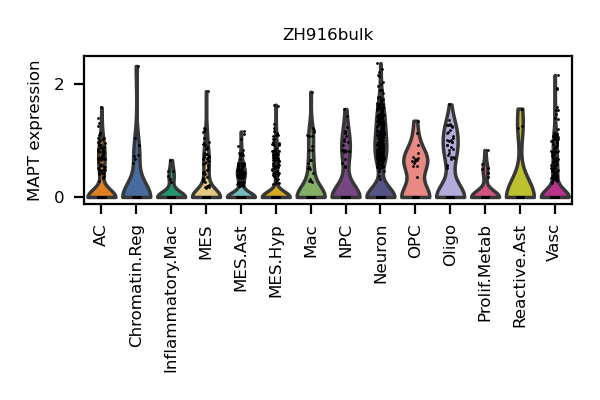 ZH916bulk
MAPT expression
2
0
AC
Chromatin.Reg
Inflammatory.Mac
MES
MES.Ast
MES.Hyp
Mac
NPC
Neuron
OPC
Oligo
Prolif.Metab
Reactive.Ast
Vasc